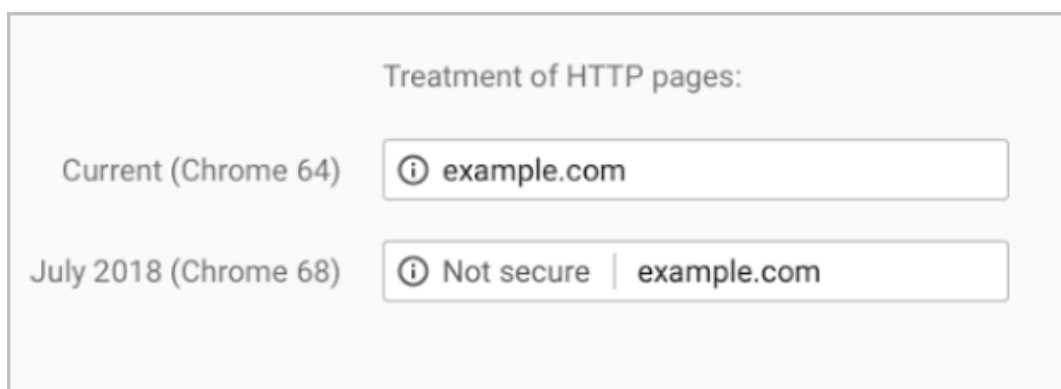 Treatment of HTTP pages:
Current (Chrome 64) example.com
July 2018 (Chrome 68) Not secure example.com